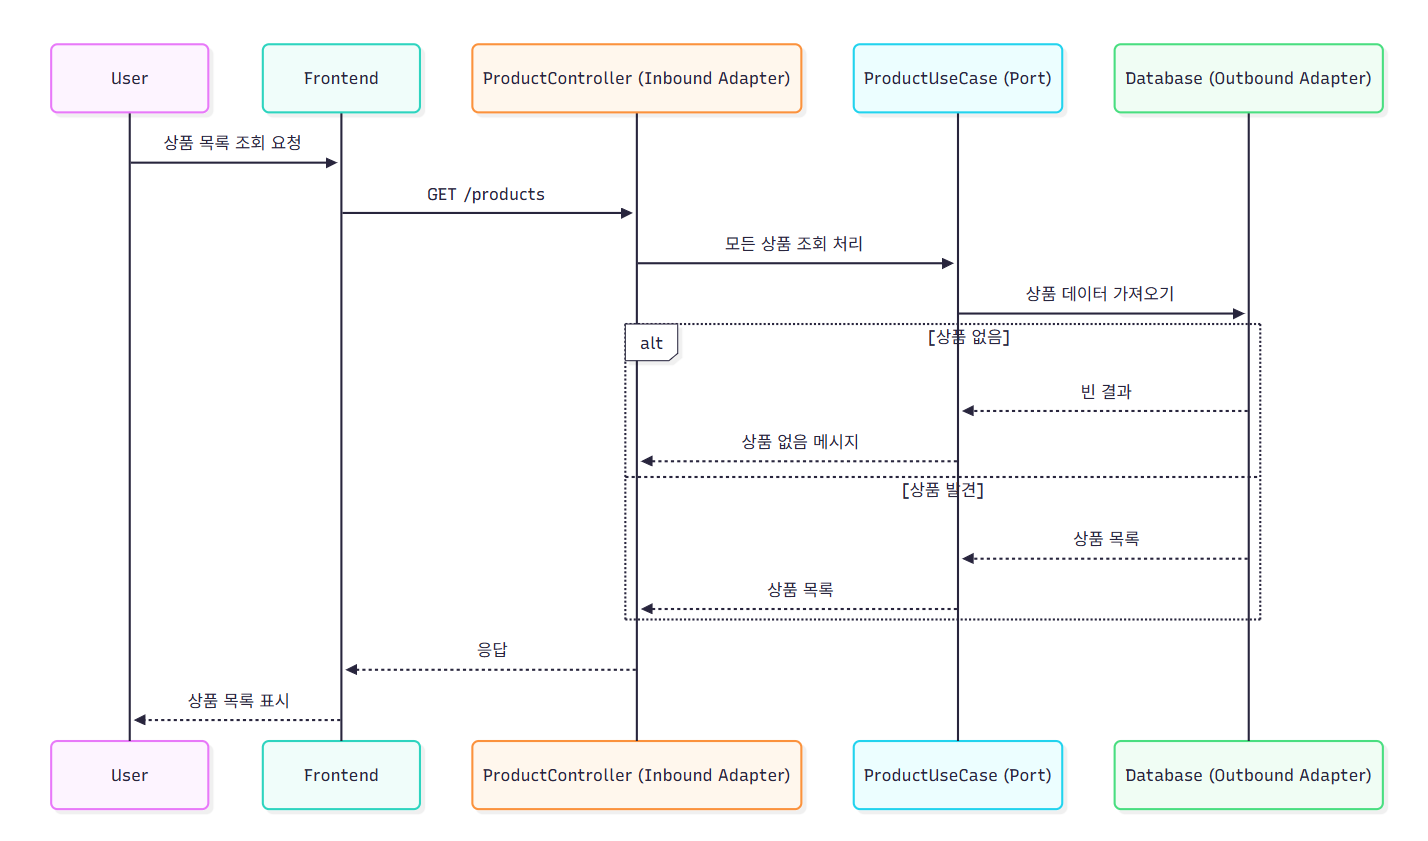 User
Frontend
ProductController (Inbound Adapter)
ProductUseCase (Port)
Database (Outbound Adapter)
상품 목록 조회 요청
GET /products
모든 상품 조회 처리
상품 데이터 가져오기
alt
[상품 없음]
빈 결과
상품 없음 메시지
[상품 발견]
상품 목록
상품 목록
응답
상품 목록 표시
User
Frontend
ProductController (Inbound Adapter)
ProductUseCase (Port)
Database (Outbound Adapter)